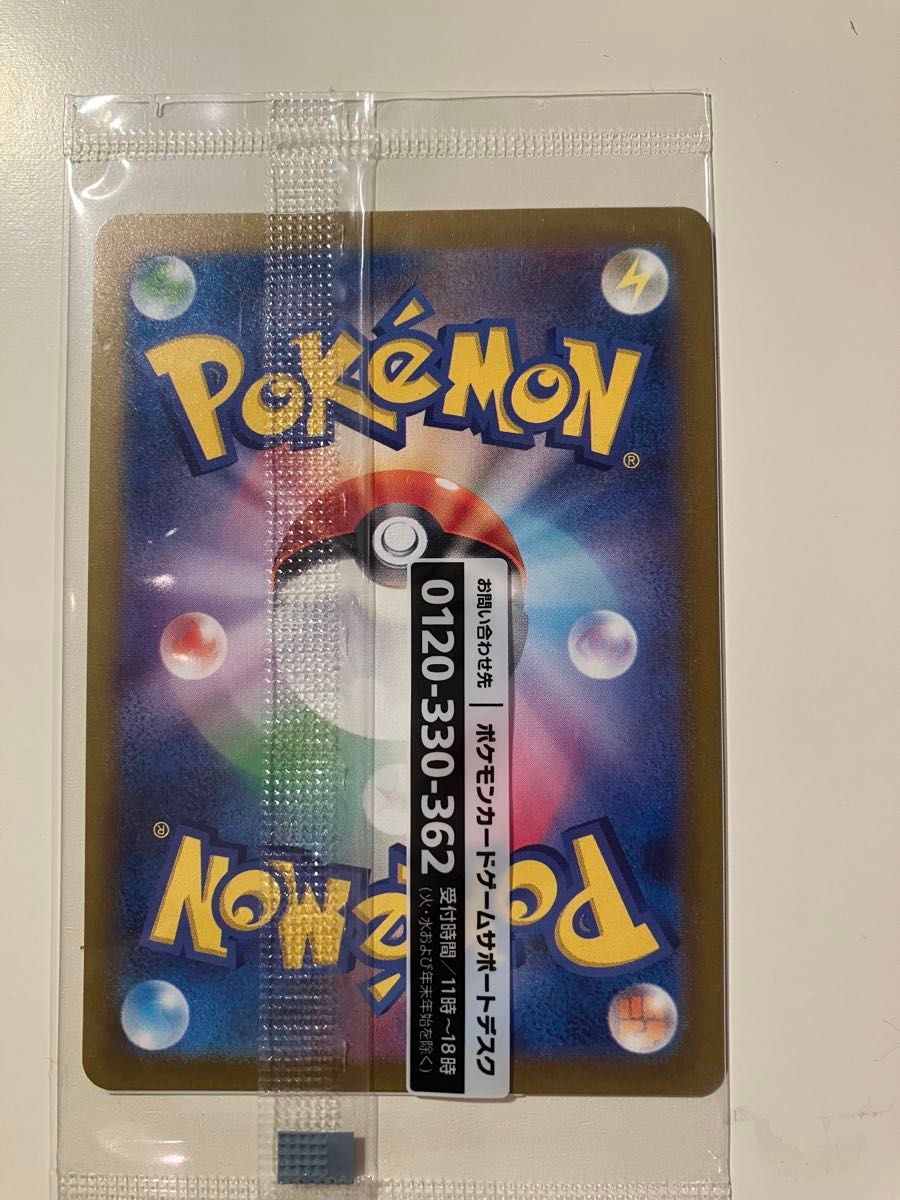 POKéMON
®
お問い合わせ先 | ポケモンカードゲームサポートデスク
0120-330-362 受付時間/11時~18時
(火・水および年末年始を除く)
POKéMON
®